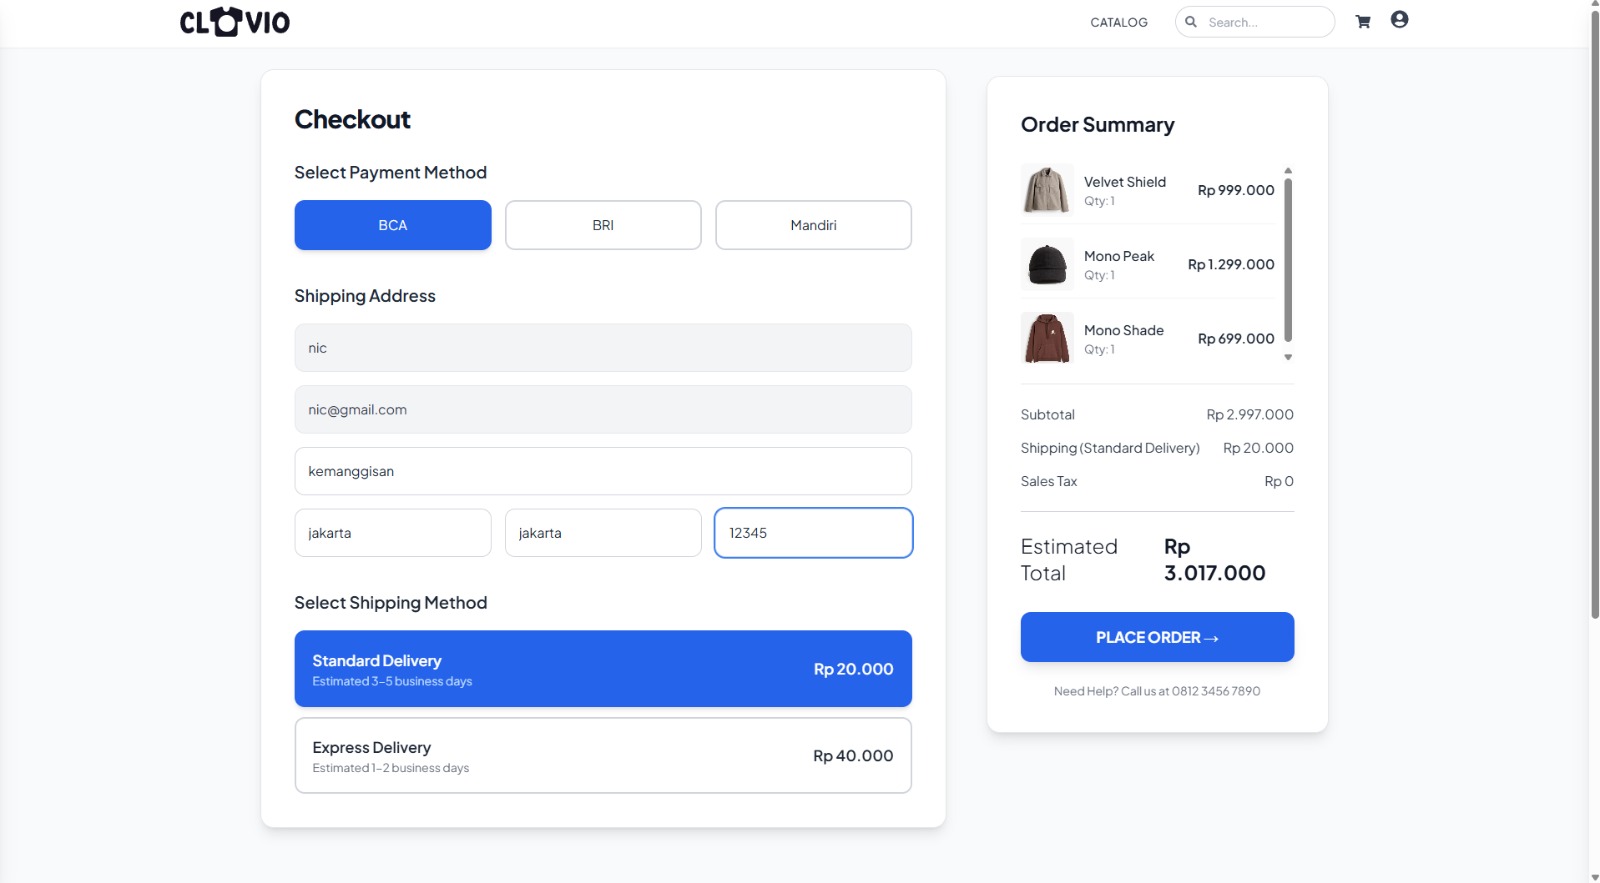 CLOVIO
CATALOG
Search...
Checkout
Select Payment Method
BCA
BRI
Mandiri
Shipping Address
nic
nic@gmail.com
kemanggisan
jakarta
jakarta
12345
Select Shipping Method
Standard Delivery
Estimated 3–5 business days
Rp 20.000
Express Delivery
Estimated 1–2 business days
Rp 40.000
Order Summary
Velvet Shield
Qty: 1
Rp 999.000
Mono Peak
Qty: 1
Rp 1.299.000
Mono Shade
Qty: 1
Rp 699.000
Subtotal Rp 2.997.000
Shipping (Standard Delivery) Rp 20.000
Sales Tax Rp 0
Estimated Total
Rp 3.017.000
PLACE ORDER →
Need Help? Call us at 0812 3456 7890